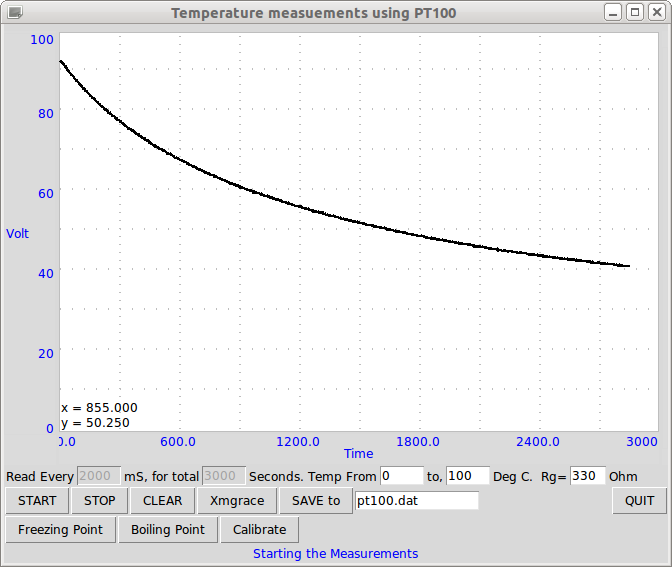 Temperature measuements using PT100
100
80
60
Volt
40
20
x = 855.000
y = 50.250
0
0.0 600.0 1200.0 1800.0 2400.0 3000
Time
Read Every 2000 mS, for total 3000 Seconds. Temp From 0 to, 100 Deg C. Rg= 330 Ohm
START STOP CLEAR Xmgrace SAVE to pt100.dat QUIT
Freezing Point Boiling Point Calibrate
Starting the Measurements